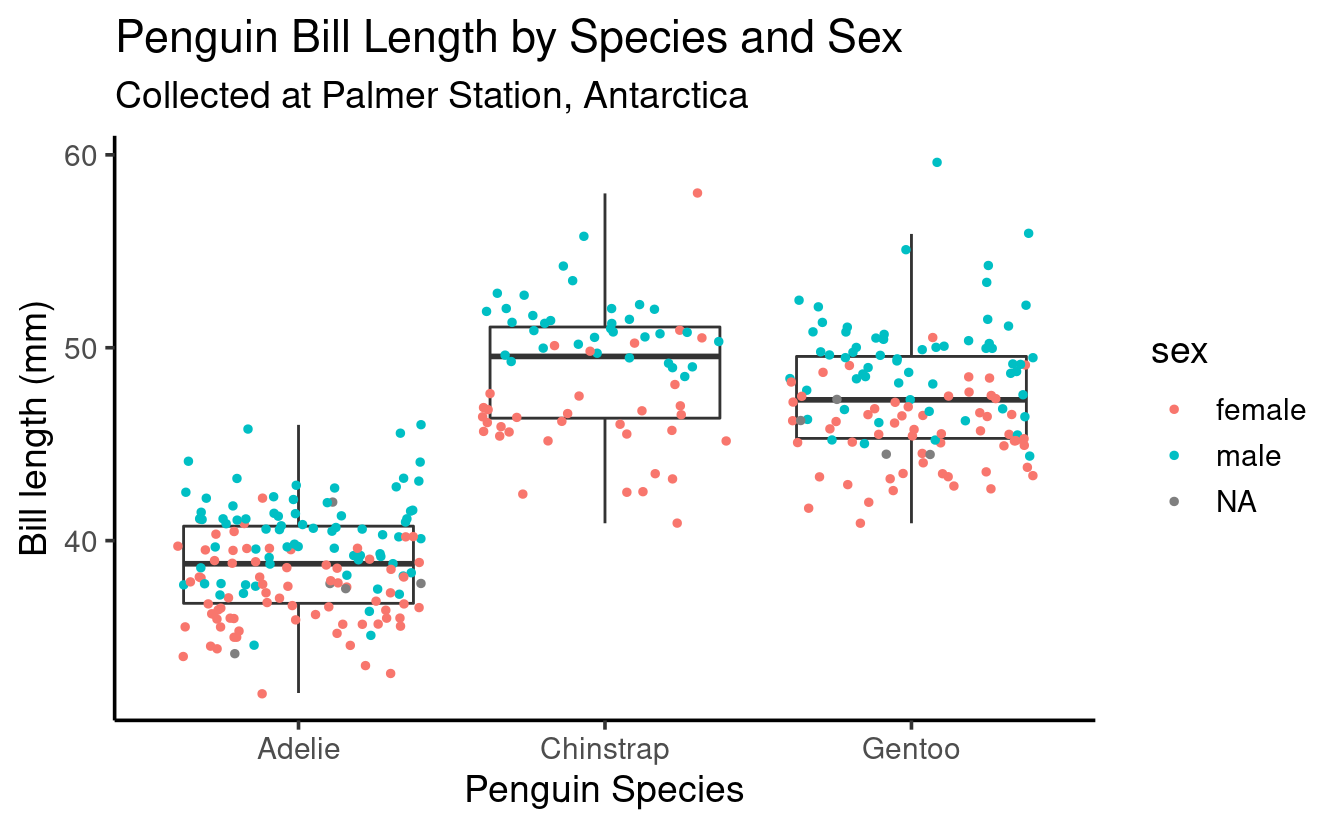 Penguin Bill Length by Species and Sex
Collected at Palmer Station, Antarctica
60
50
40
Bill length (mm)
Adelie Chinstrap Gentoo
Penguin Species
sex
female
male
NA